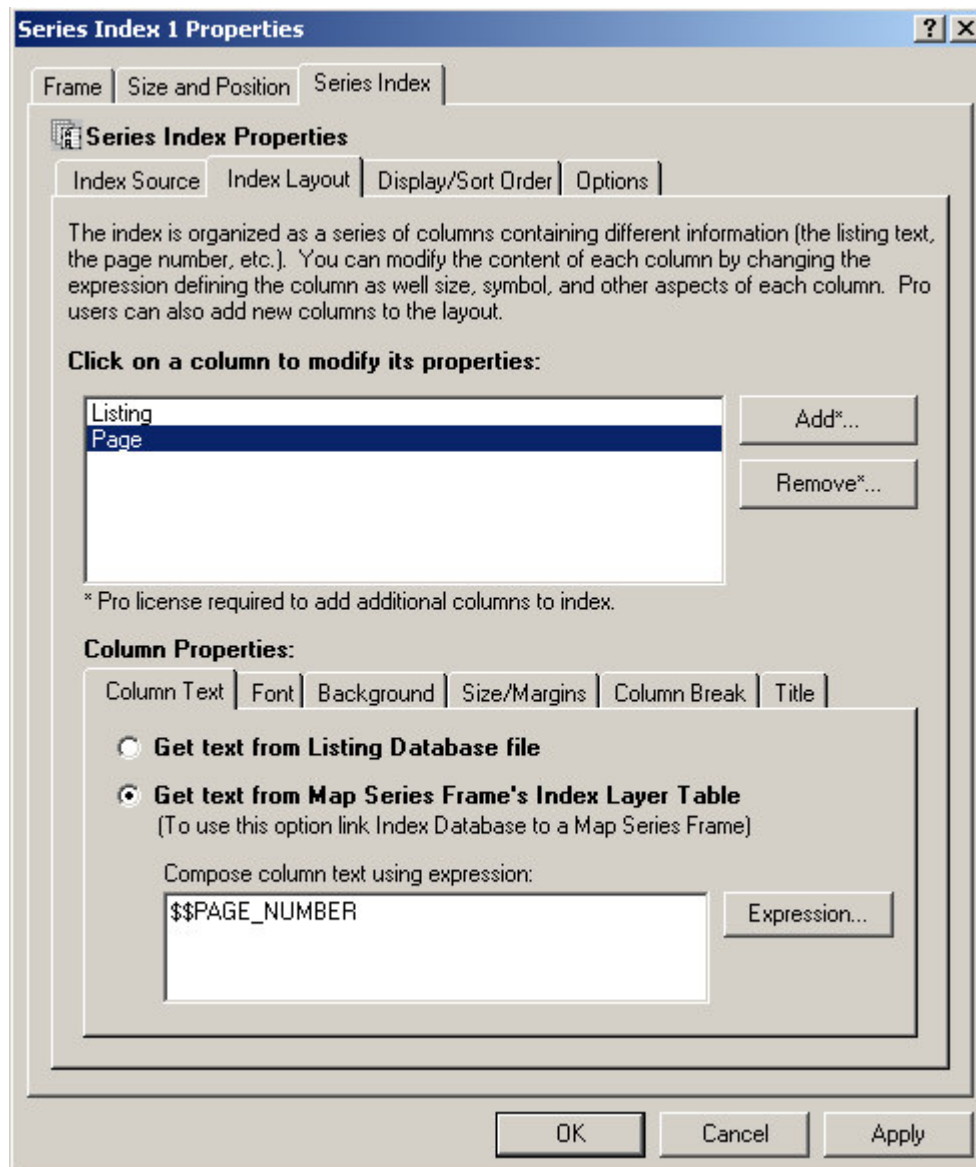 Series Index 1 Properties
Frame Size and Position Series Index
Series Index Properties
Index Source Index Layout Display/Sort Order Options
The index is organized as a series of columns containing different information (the listing text,
the page number, etc.). You can modify the content of each column by changing the
expression defining the column as well size, symbol, and other aspects of each column. Pro
users can also add new columns to the layout.
Click on a column to modify its properties:
Listing
Page
Add*...
Remove*...
* Pro license required to add additional columns to index.
Column Properties:
Column Text Font Background Size/Margins Column Break Title
Get text from Listing Database file
Get text from Map Series Frame's Index Layer Table
(To use this option link Index Database to a Map Series Frame)
Compose column text using expression:
$$PAGE_NUMBER
Expression...
OK Cancel Apply